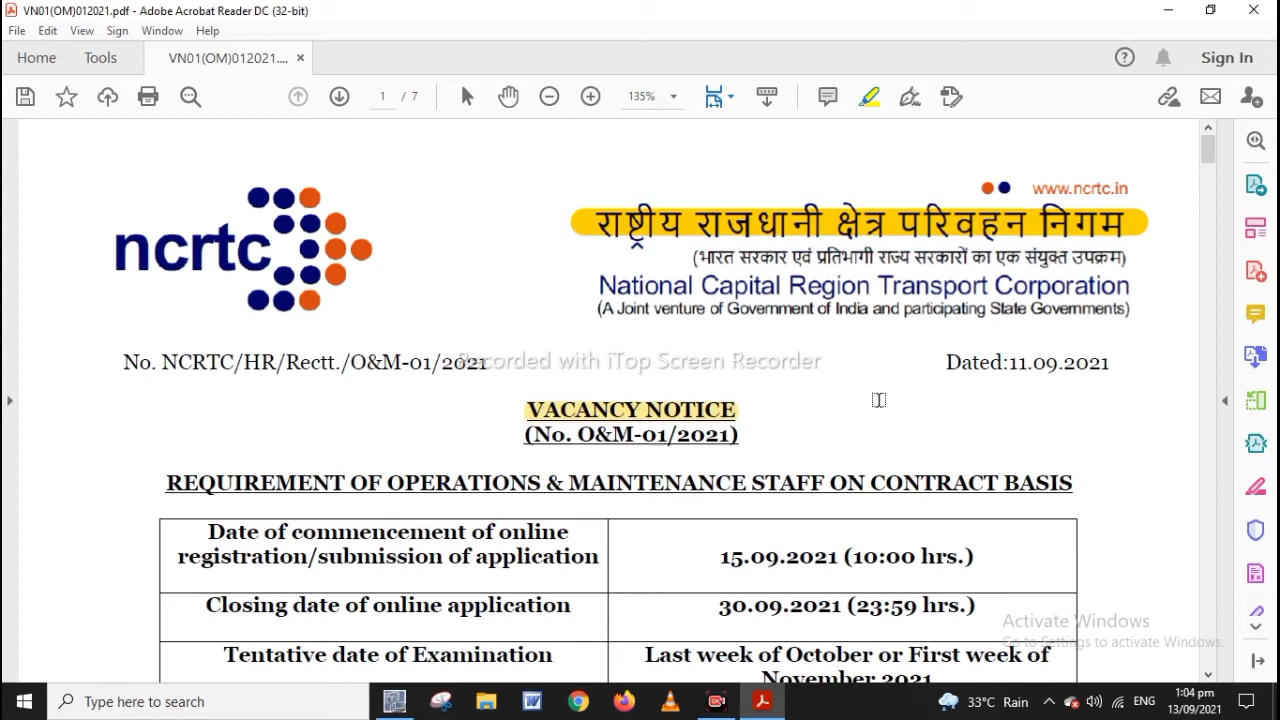 VN01(OM)012021.pdf - Adobe Acrobat Reader DC (32-bit)
File Edit View Sign Window Help
Home Tools VN01(OM)012021.... × Sign In
1 / 7 135%
www.ncrtc.in
ncrtc
राष्ट्रीय राजधानी क्षेत्र परिवहन निगम
(भारत सरकार एवं प्रतिभागी राज्य सरकारों का एक संयुक्त उपक्रम)
National Capital Region Transport Corporation
(A Joint venture of Government of India and participating State Governments)
No. NCRTC/HR/Rectt./O&M-01/2021 Dated:11.09.2021
Recorded with iTop Screen Recorder
VACANCY NOTICE
(No. O&M-01/2021)
REQUIREMENT OF OPERATIONS & MAINTENANCE STAFF ON CONTRACT BASIS
Date of commencement of online
registration/submission of application 15.09.2021 (10:00 hrs.)
Closing date of online application 30.09.2021 (23:59 hrs.)
Activate Windows
Go to Settings to activate Windows.
Tentative date of Examination Last week of October or First week of
November 2021
Type here to search 33°C Rain ENG 1:04 pm
13/09/2021